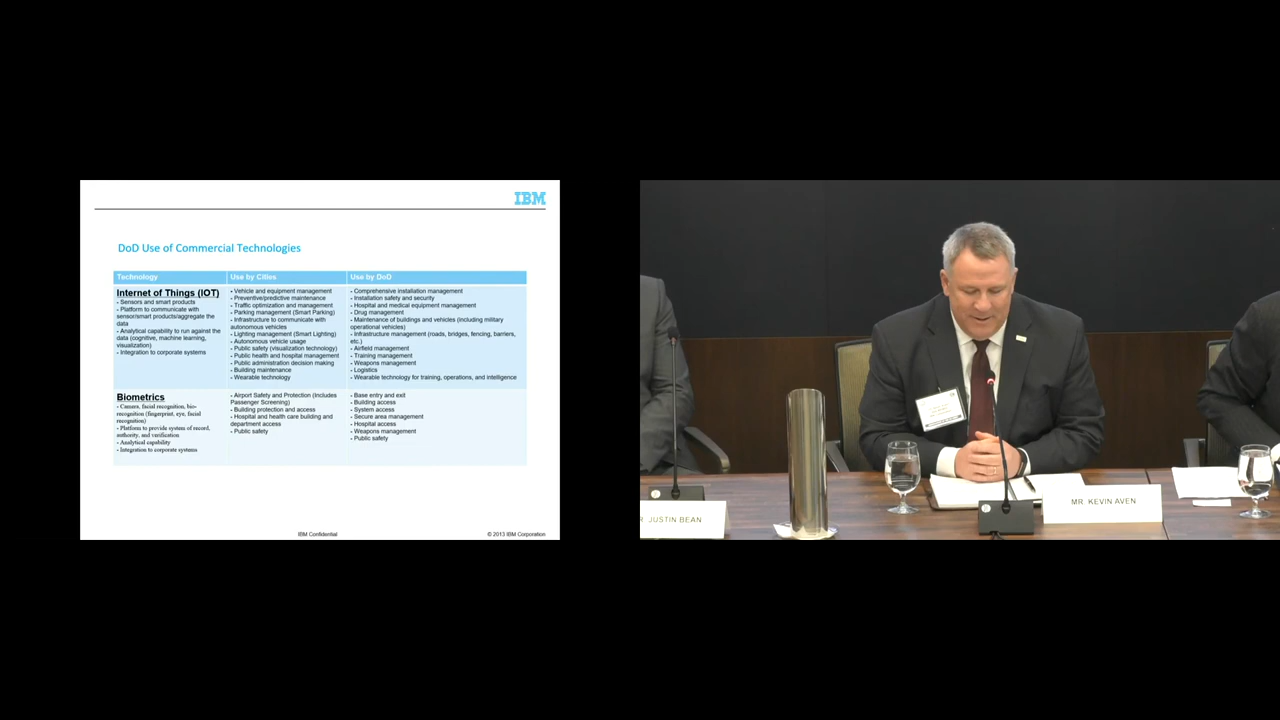 IBM
DoD Use of Commercial Technologies
Technology
Use by Cities
Use by DoD
Internet of Things (IOT)
- Sensors and smart products
- Platform to communicate with
sensor/smart products/aggregate the
data
- Analytical capability to run against the
data (cognitive, machine learning,
visualization)
- Integration to corporate systems
- Vehicle and equipment management
- Preventive/predictive maintenance
- Traffic optimization and management
- Parking management (Smart Parking)
- Infrastructure to communicate with
autonomous vehicles
- Lighting management (Smart Lighting)
- Autonomous vehicle usage
- Public safety (visualization technology)
- Public health and hospital management
- Public administration decision making
- Building maintenance
- Wearable technology
- Comprehensive installation management
- Installation safety and security
- Hospital and medical equipment management
- Drug management
- Maintenance of buildings and vehicles (including military
operational vehicles)
- Infrastructure management (roads, bridges, fencing, barriers,
etc.)
- Airfield management
- Training management
- Weapons management
- Logistics
- Wearable technology for training, operations, and intelligence
Biometrics
- Camera, facial recognition, bio-
recognition (fingerprint, eye, facial
recognition)
- Platform to provide system of record,
authority, and verification
- Analytical capability
- Integration to corporate systems
- Airport Safety and Protection (Includes
Passenger Screening)
- Building protection and access
- Hospital and health care building and
department access
- Public safety
- Base entry and exit
- Building access
- System access
- Secure area management
- Hospital access
- Weapons management
- Public safety
IBM Confidential
© 2013 IBM Corporation
R. JUSTIN BEAN
MR. KEVIN AVEN